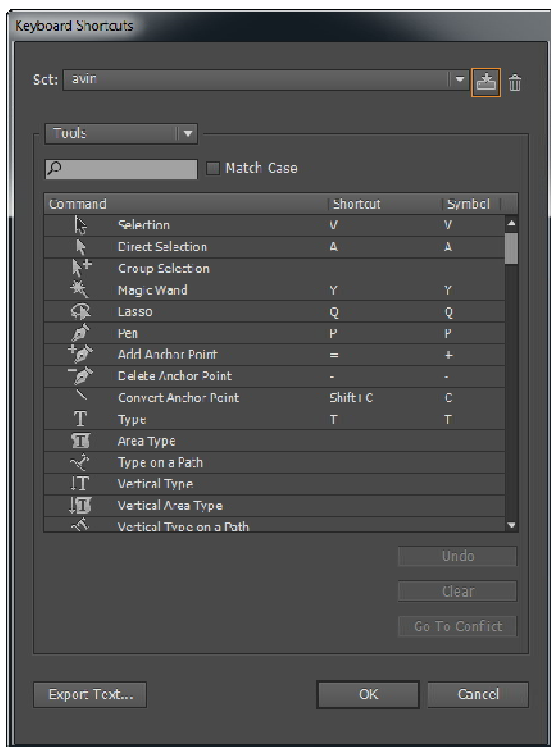 Keyboard Shortcuts
Set: avin
Tools
Match Case
Command Shortcut Symbol
Selection V V
Direct Selection A A
Group Selection
Magic Wand Y Y
Lasso Q Q
Pen P P
Add Anchor Point = +
Delete Anchor Point - -
Convert Anchor Point Shift+C C
Type T T
Area Type
Type on a Path
Vertical Type
Vertical Area Type
Vertical Type on a Path
Undo
Clear
Go To Conflict
Export Text... OK Cancel